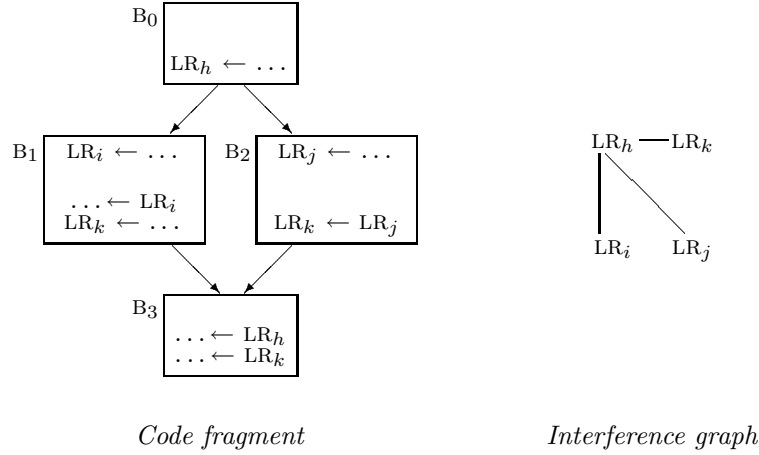 B0
LRh ← ...
B1
LRi ← ...
... ← LRi
LRk ← ...
B2
LRj ← ...
LRk ← LRj
B3
... ← LRh
... ← LRk
LRh
LRk
LRi
LRj
Code fragment
Interference graph